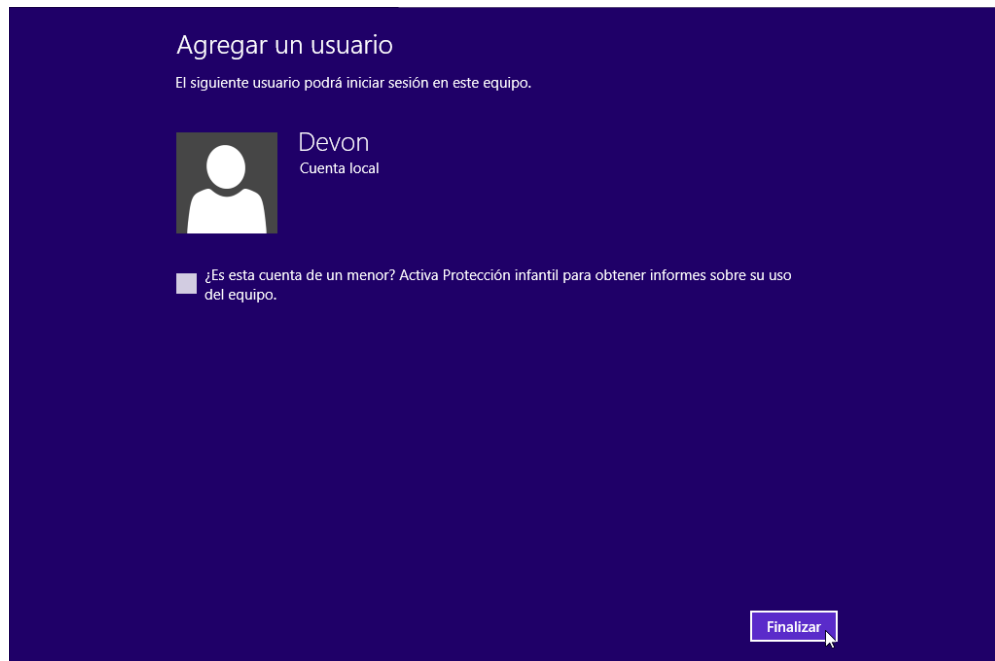 Agregar un usuario
El siguiente usuario podrá iniciar sesión en este equipo.
Devon
Cuenta local
¿Es esta cuenta de un menor? Activa Protección infantil para obtener informes sobre su uso
del equipo.
Finalizar